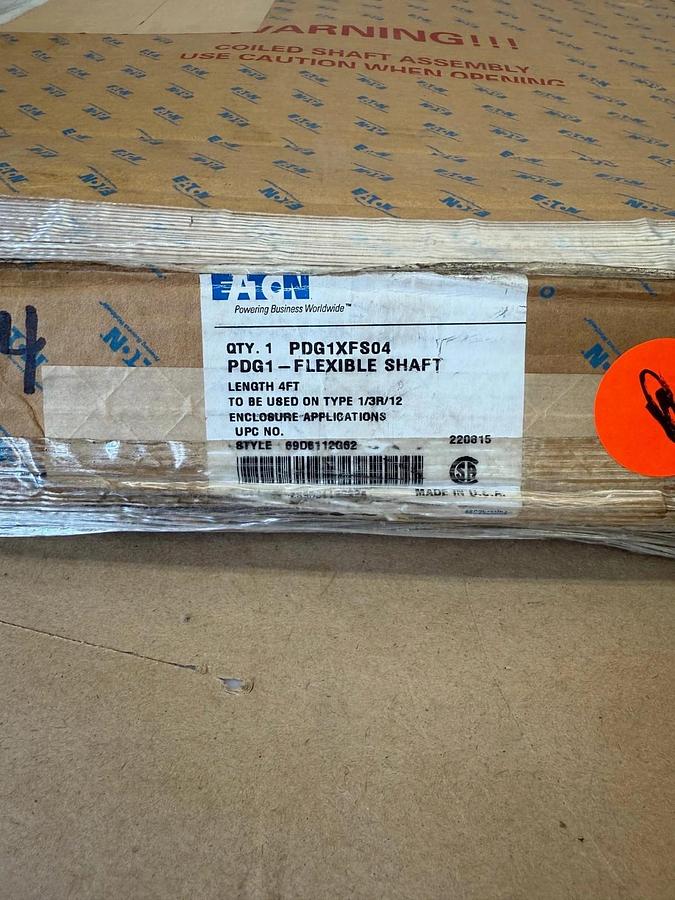 WARNING!!!
COILED SHAFT ASSEMBLY
USE CAUTION WHEN OPENING
EATON
Powering Business Worldwide™
QTY. 1 PDG1XFS04
PDG1-FLEXIBLE SHAFT
LENGTH 4FT
TO BE USED ON TYPE 1/3R/12
ENCLOSURE APPLICATIONS
UPC NO.
STYLE 69D6112G62 220815
MADE IN U.S.A.
4